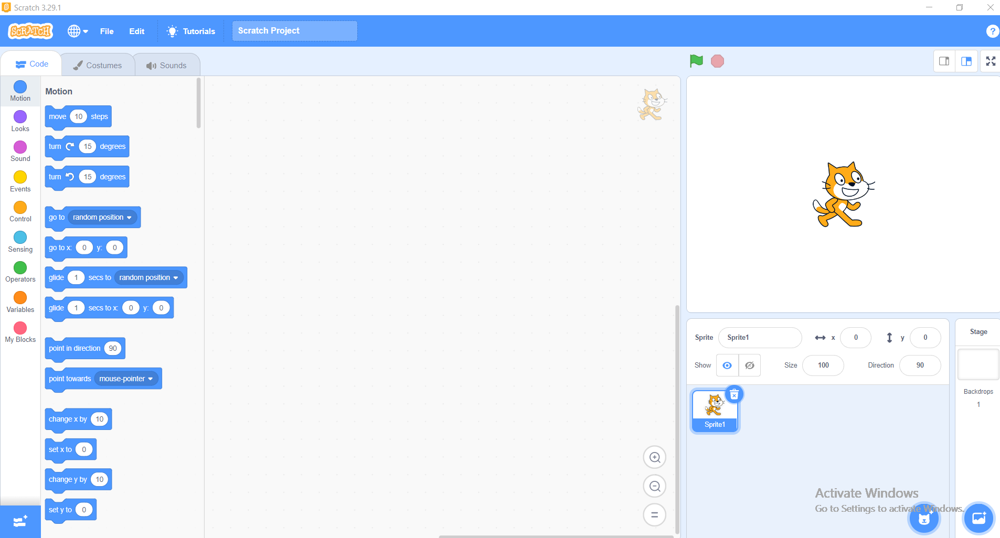 Scratch 3.29.1
SCRATCH
File
Edit
Tutorials
Scratch Project
?
Code
Costumes
Sounds
Motion
Looks
Sound
Events
Control
Sensing
Operators
Variables
My Blocks
Motion
move 10 steps
turn 15 degrees
turn 15 degrees
go to random position
go to x: 0 y: 0
glide 1 secs to random position
glide 1 secs to x: 0 y: 0
point in direction 90
point towards mouse-pointer
change x by 10
set x to 0
change y by 10
set y to 0
Sprite Sprite1 x 0 y 0
Show Size 100 Direction 90
Sprite1
Stage
Backdrops
1
Activate Windows
Go to Settings to activate Windows.